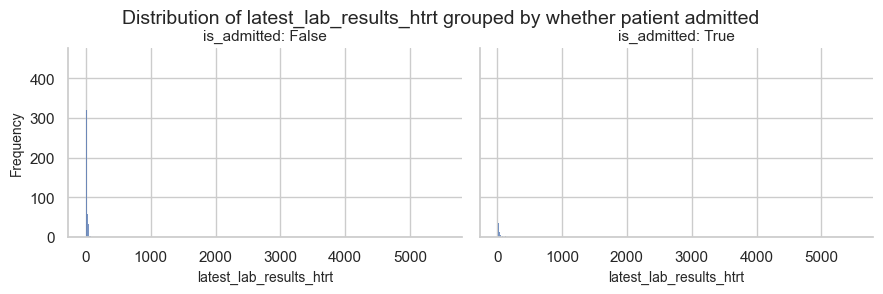 Distribution of latest_lab_results_htrt grouped by whether patient admitted
is_admitted: False
is_admitted: True
400
300
200
100
0
Frequency
0 1000 2000 3000 4000 5000
0 1000 2000 3000 4000 5000
latest_lab_results_htrt
latest_lab_results_htrt